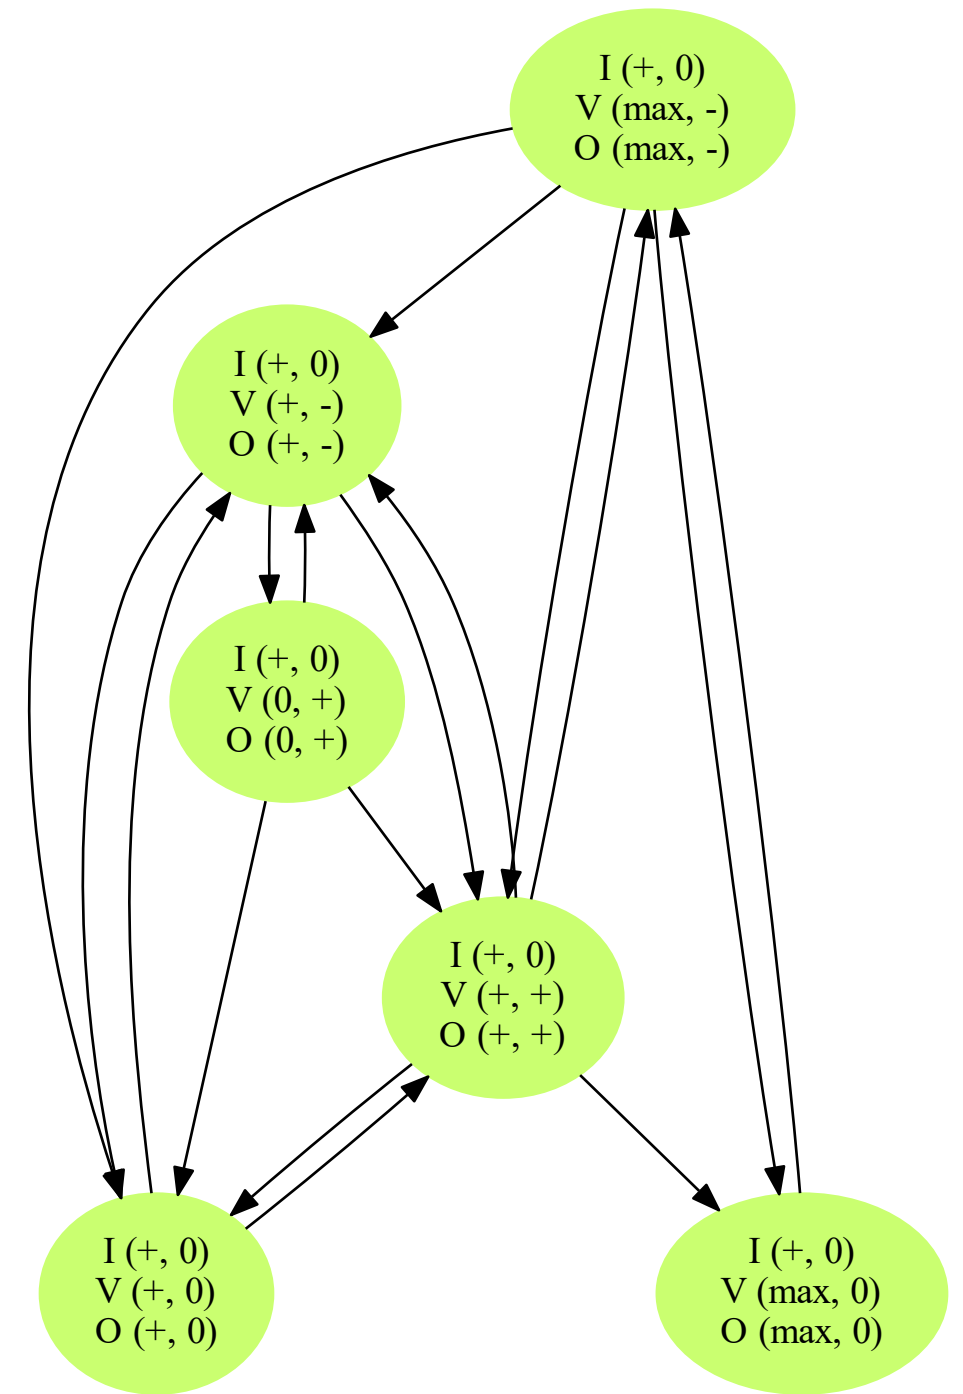 I (+, 0)
V (max, -)
O (max, -)
I (+, 0)
V (+, -)
O (+, -)
I (+, 0)
V (0, +)
O (0, +)
I (+, 0)
V (+, +)
O (+, +)
I (+, 0)
V (+, 0)
O (+, 0)
I (+, 0)
V (max, 0)
O (max, 0)